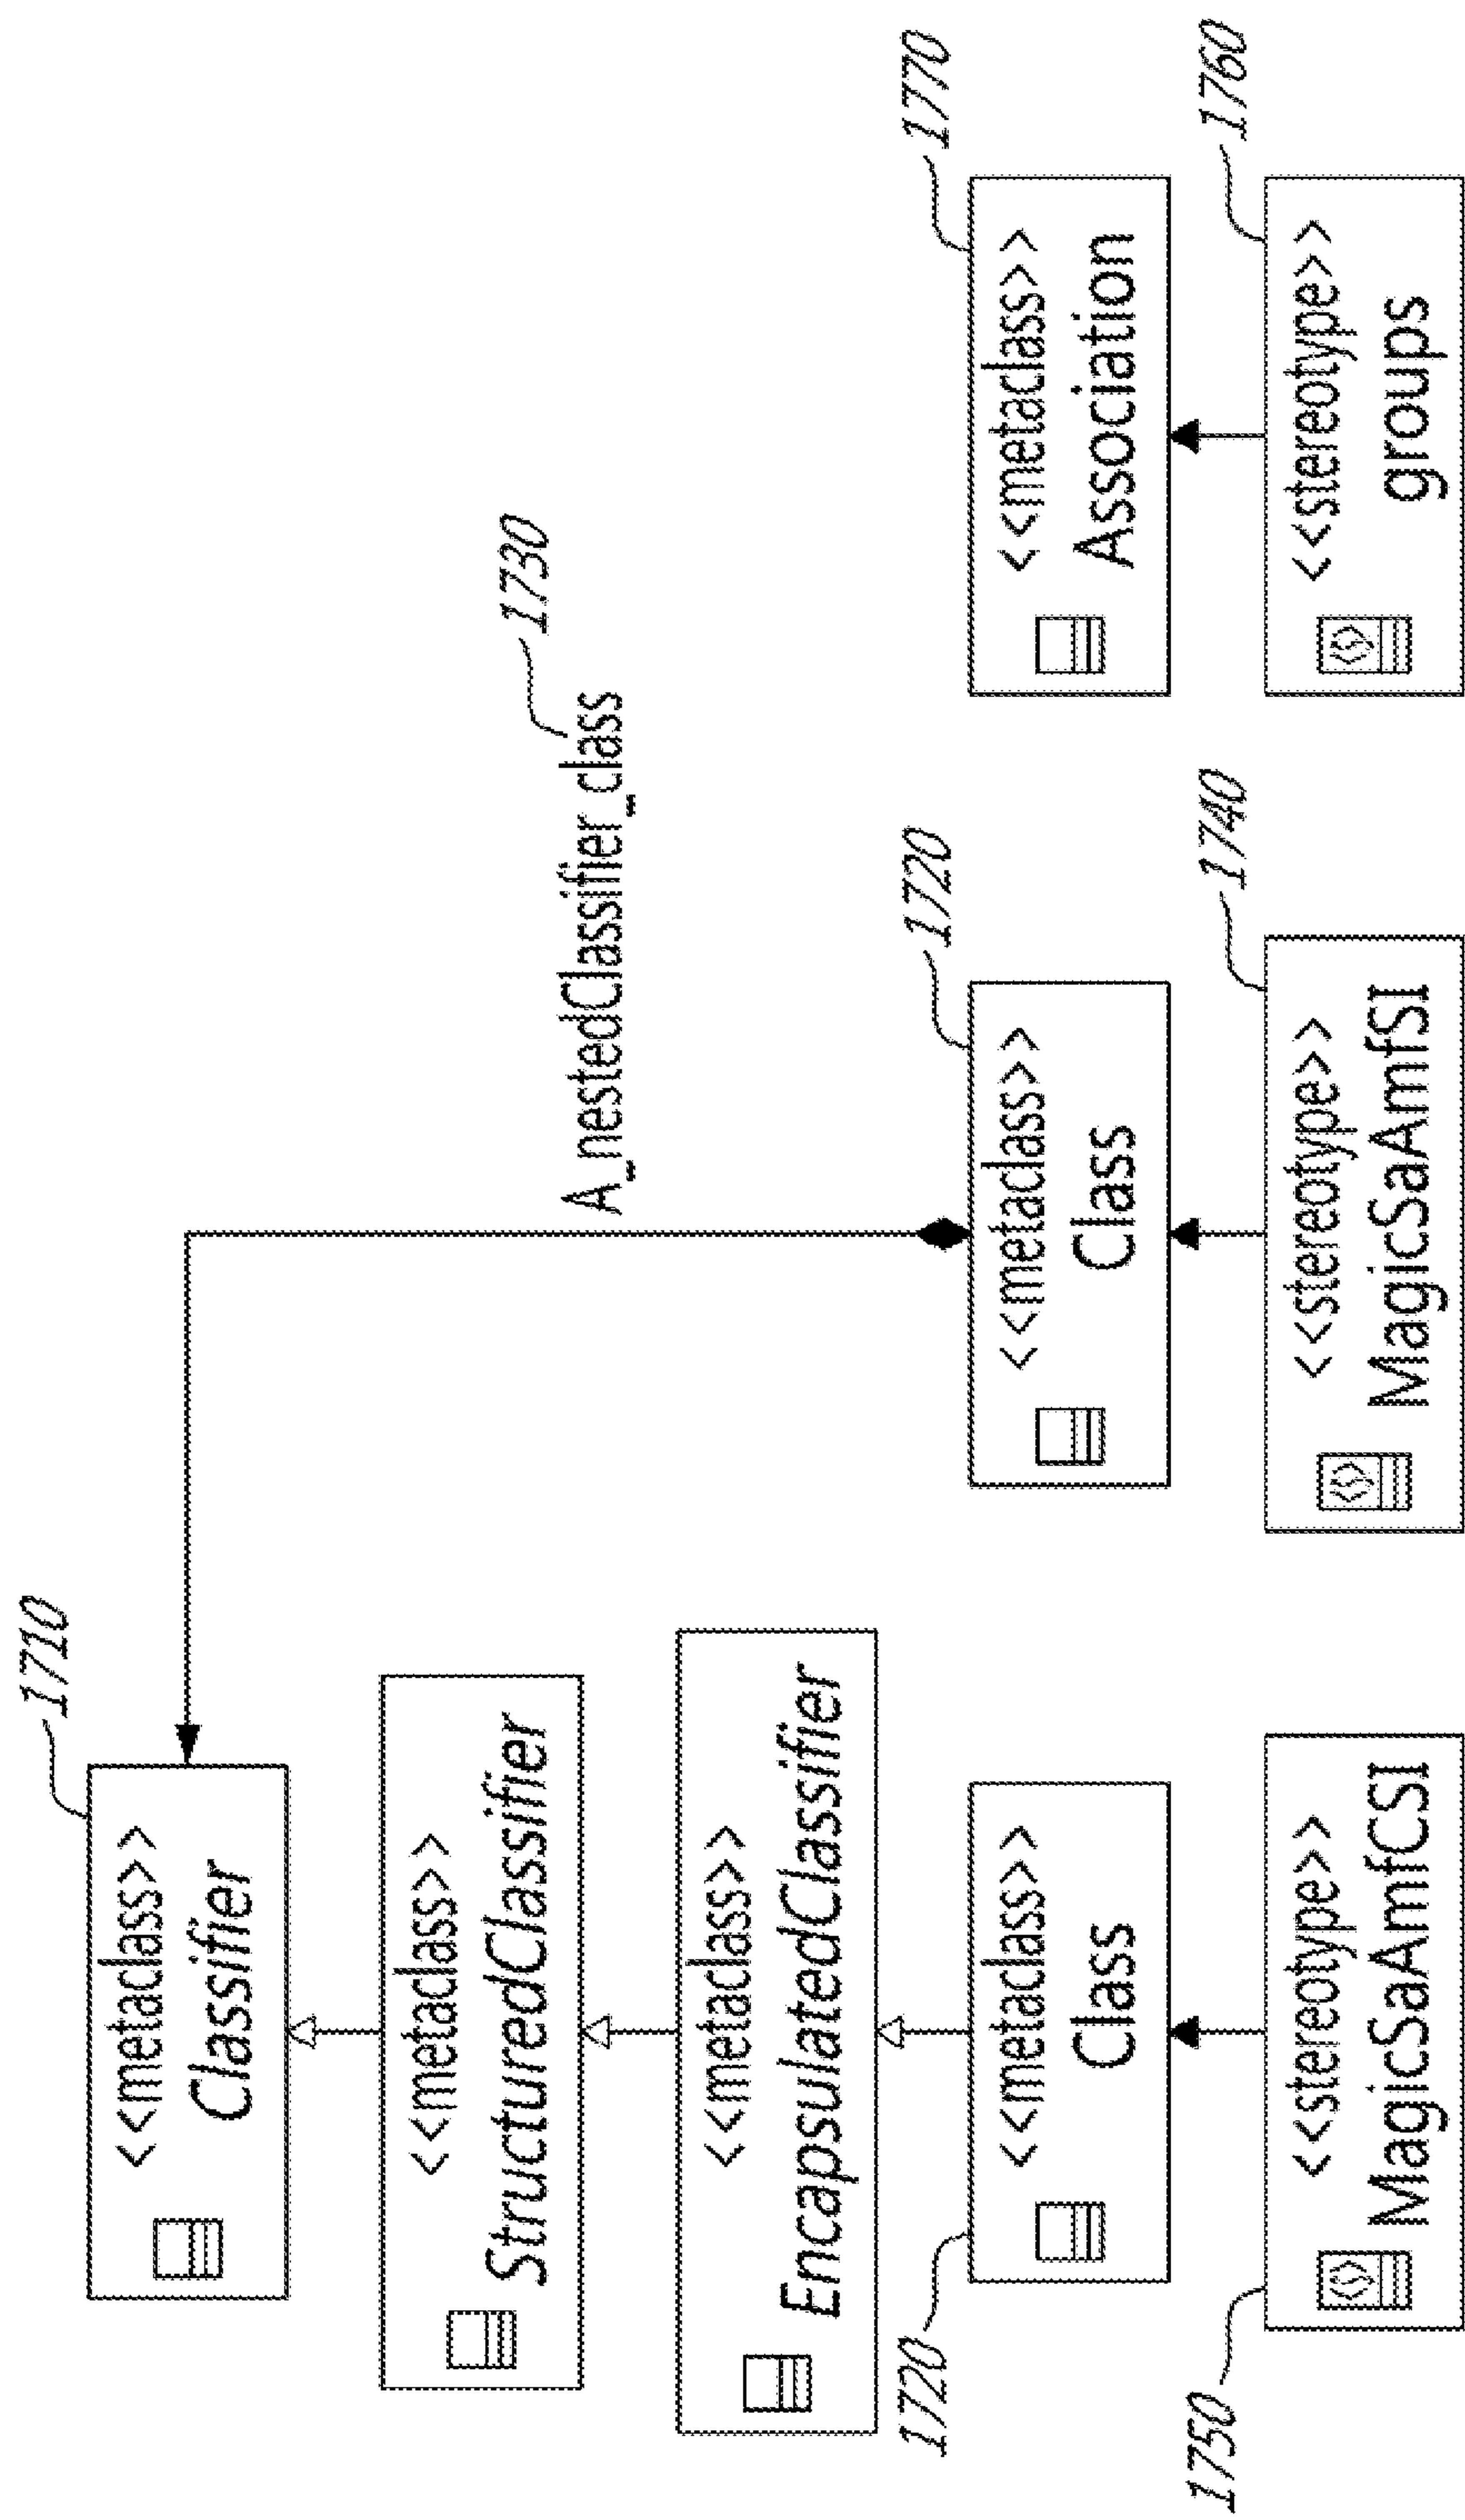 1710
<<metaclass>>
Classifier
<<metaclass>>
StructuredClassifier
A_nestedClassifier_class
1730
<<metaclass>>
EncapsulatedClassifier
1720
<<metaclass>>
Class
1720
<<metaclass>>
Class
1770
<<metaclass>>
Association
1750
<<stereotype>>
MagicSaAmfCSI
1740
<<stereotype>>
MagicSaAmfSI
1760
<<stereotype>>
groups